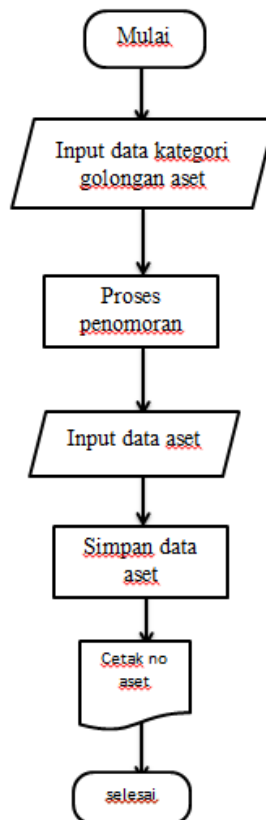 Mulai
Input data kategori
golongan aset
Proses
penomoran
Input data aset
Simpan data
aset
Cetak no
aset
selesai